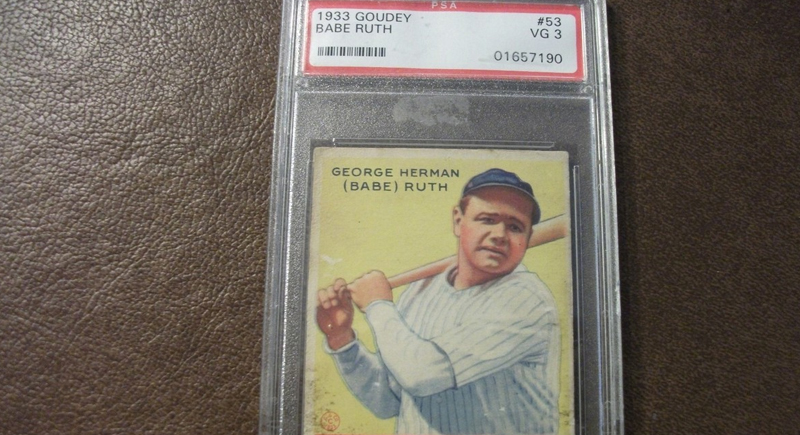 PSA
1933 GOUDEY #53
BABE RUTH VG 3
01657190
GEORGE HERMAN
(BABE) RUTH